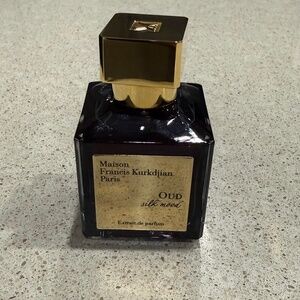 Maison
Francis Kurkdjian
Paris
OUD
silk mood
Extrait de parfum